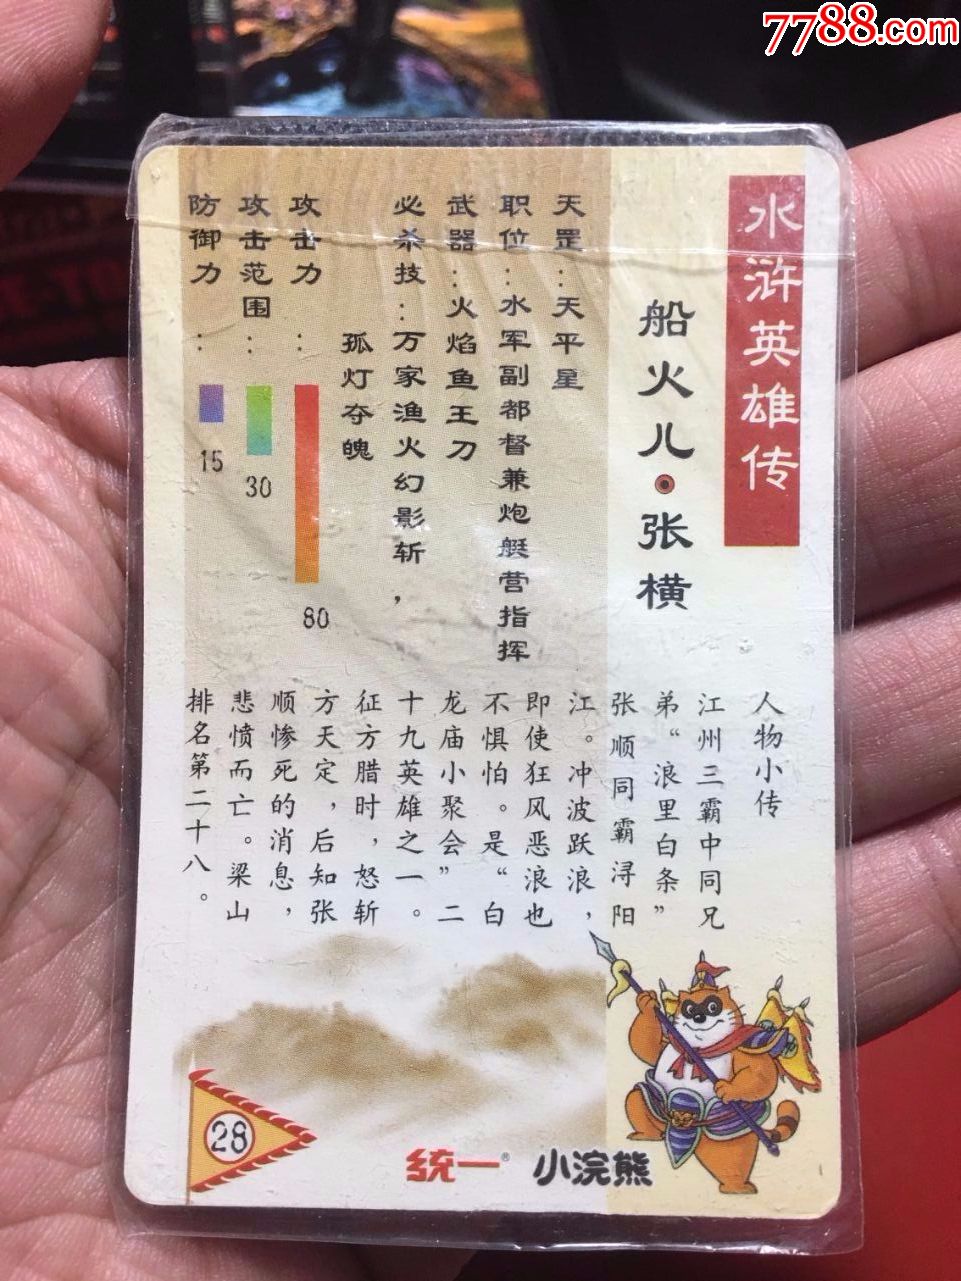 7788.com
水浒英雄传
船火儿·张横
天罡：天平星
职位：水军副都督兼炮艇营指挥
武器：火焰鱼王刀
必杀技：万家渔火幻影斩，
孤灯夺魄
攻击力：
80
攻击范围：
30
防御力：
15
人物小传
江州三霸中同兄
弟“浪里白条”
张顺同霸浔阳
江。冲波跃浪，
即使狂风恶浪也
不惧怕。是“白
龙庙小聚会”二
十九英雄之一。
征方腊时，怒斩
方天定，后知张
顺惨死的消息，
悲愤而亡。梁山
排名第二十八。
28
统一® 小浣熊